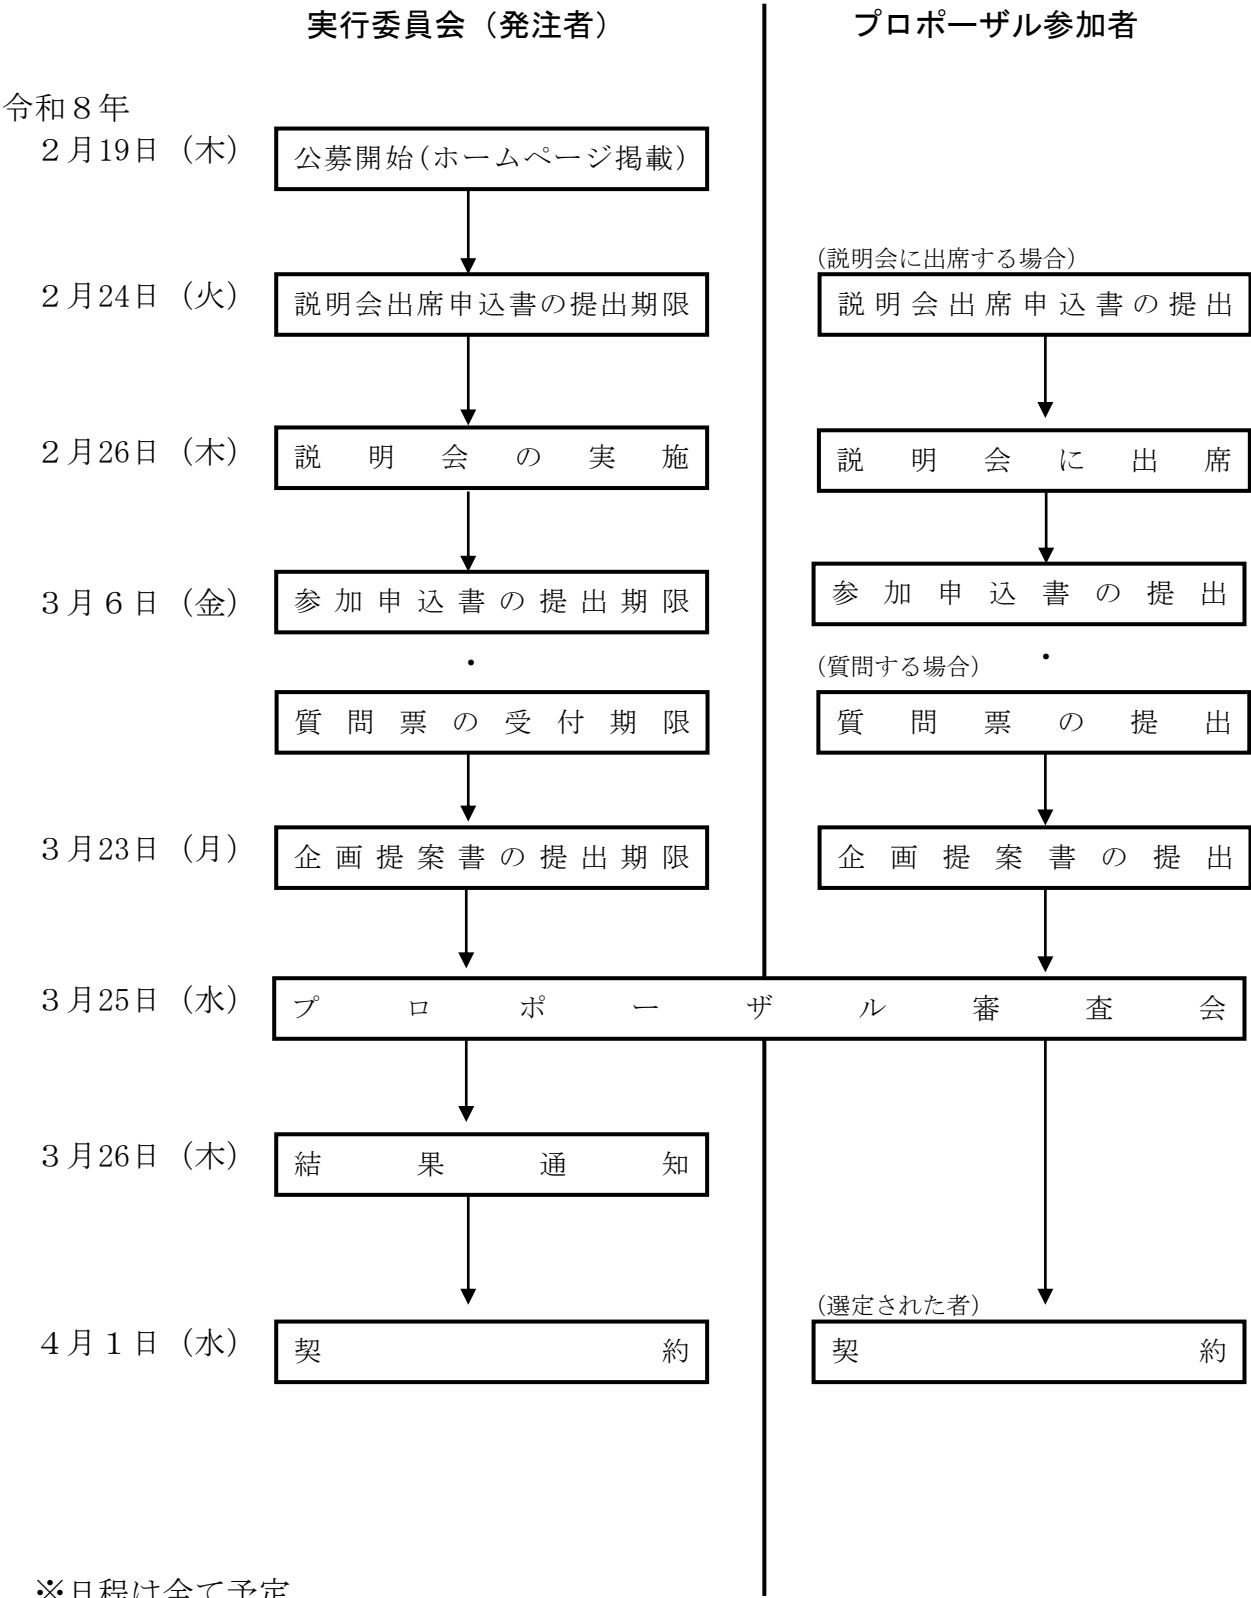 実行委員会（発注者）
プロポーザル参加者
令和８年
２月19日（木）
公募開始(ホームページ掲載)
(説明会に出席する場合)
２月24日（火）
説明会出席申込書の提出期限
説明会出席申込書の提出
２月26日（木）
説明会の実施
説明会に出席
３月６日（金）
参加申込書の提出期限
参加申込書の提出
・
・
(質問する場合)
質問票の受付期限
質問票の提出
３月23日（月）
企画提案書の提出期限
企画提案書の提出
３月25日（水）
プロポーザル審査会
３月26日（木）
結果通知
(選定された者)
４月１日（水）
契約
契約
※日程は全て予定